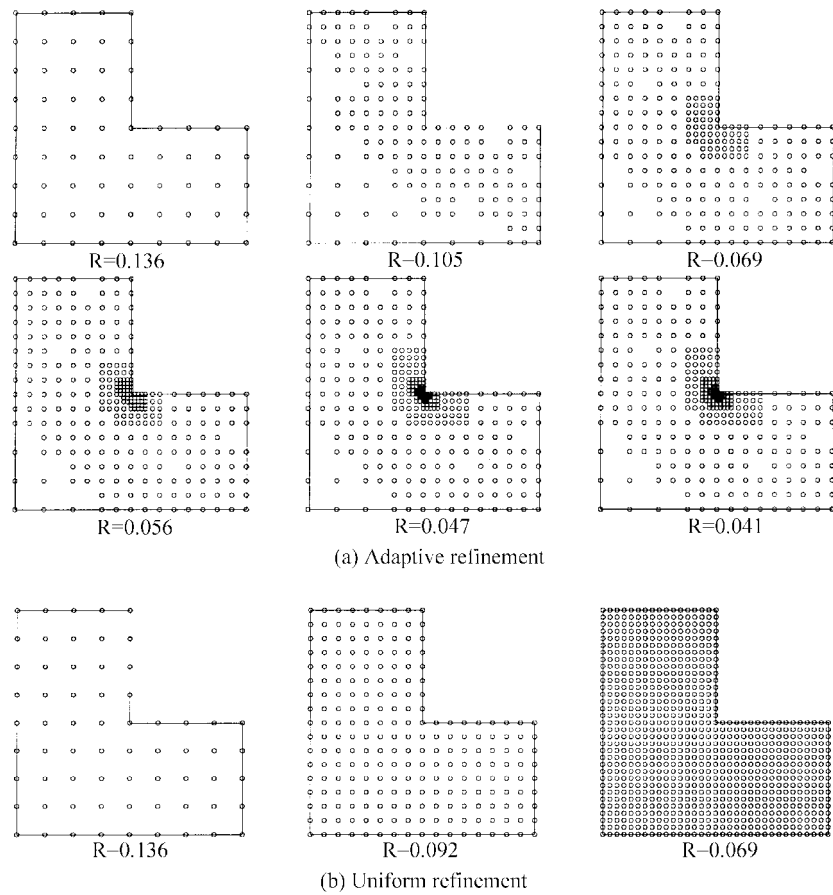 R=0.136
R−0.105
R−0.069
R=0.056
R=0.047
R=0.041
(a) Adaptive refinement
R−0.136
R−0.092
R−0.069
(b) Uniform refinement